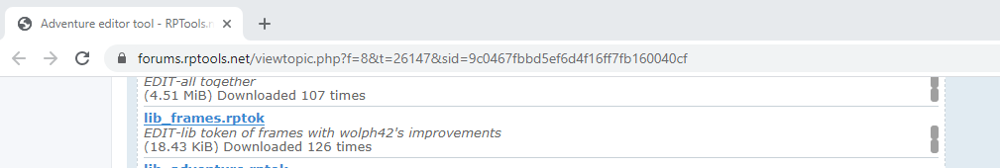 Adventure editor tool - RPTools.n
forums.rptools.net/viewtopic.php?f=8&t=26147&sid=9c0467fbbd5ef6d4f16ff7fb160040cf
EDIT-all together
(4.51 MiB) Downloaded 107 times
lib_frames.rptok
EDIT-lib token of frames with wolph42's improvements
(18.43 KiB) Downloaded 126 times
lib_adventure.rptok